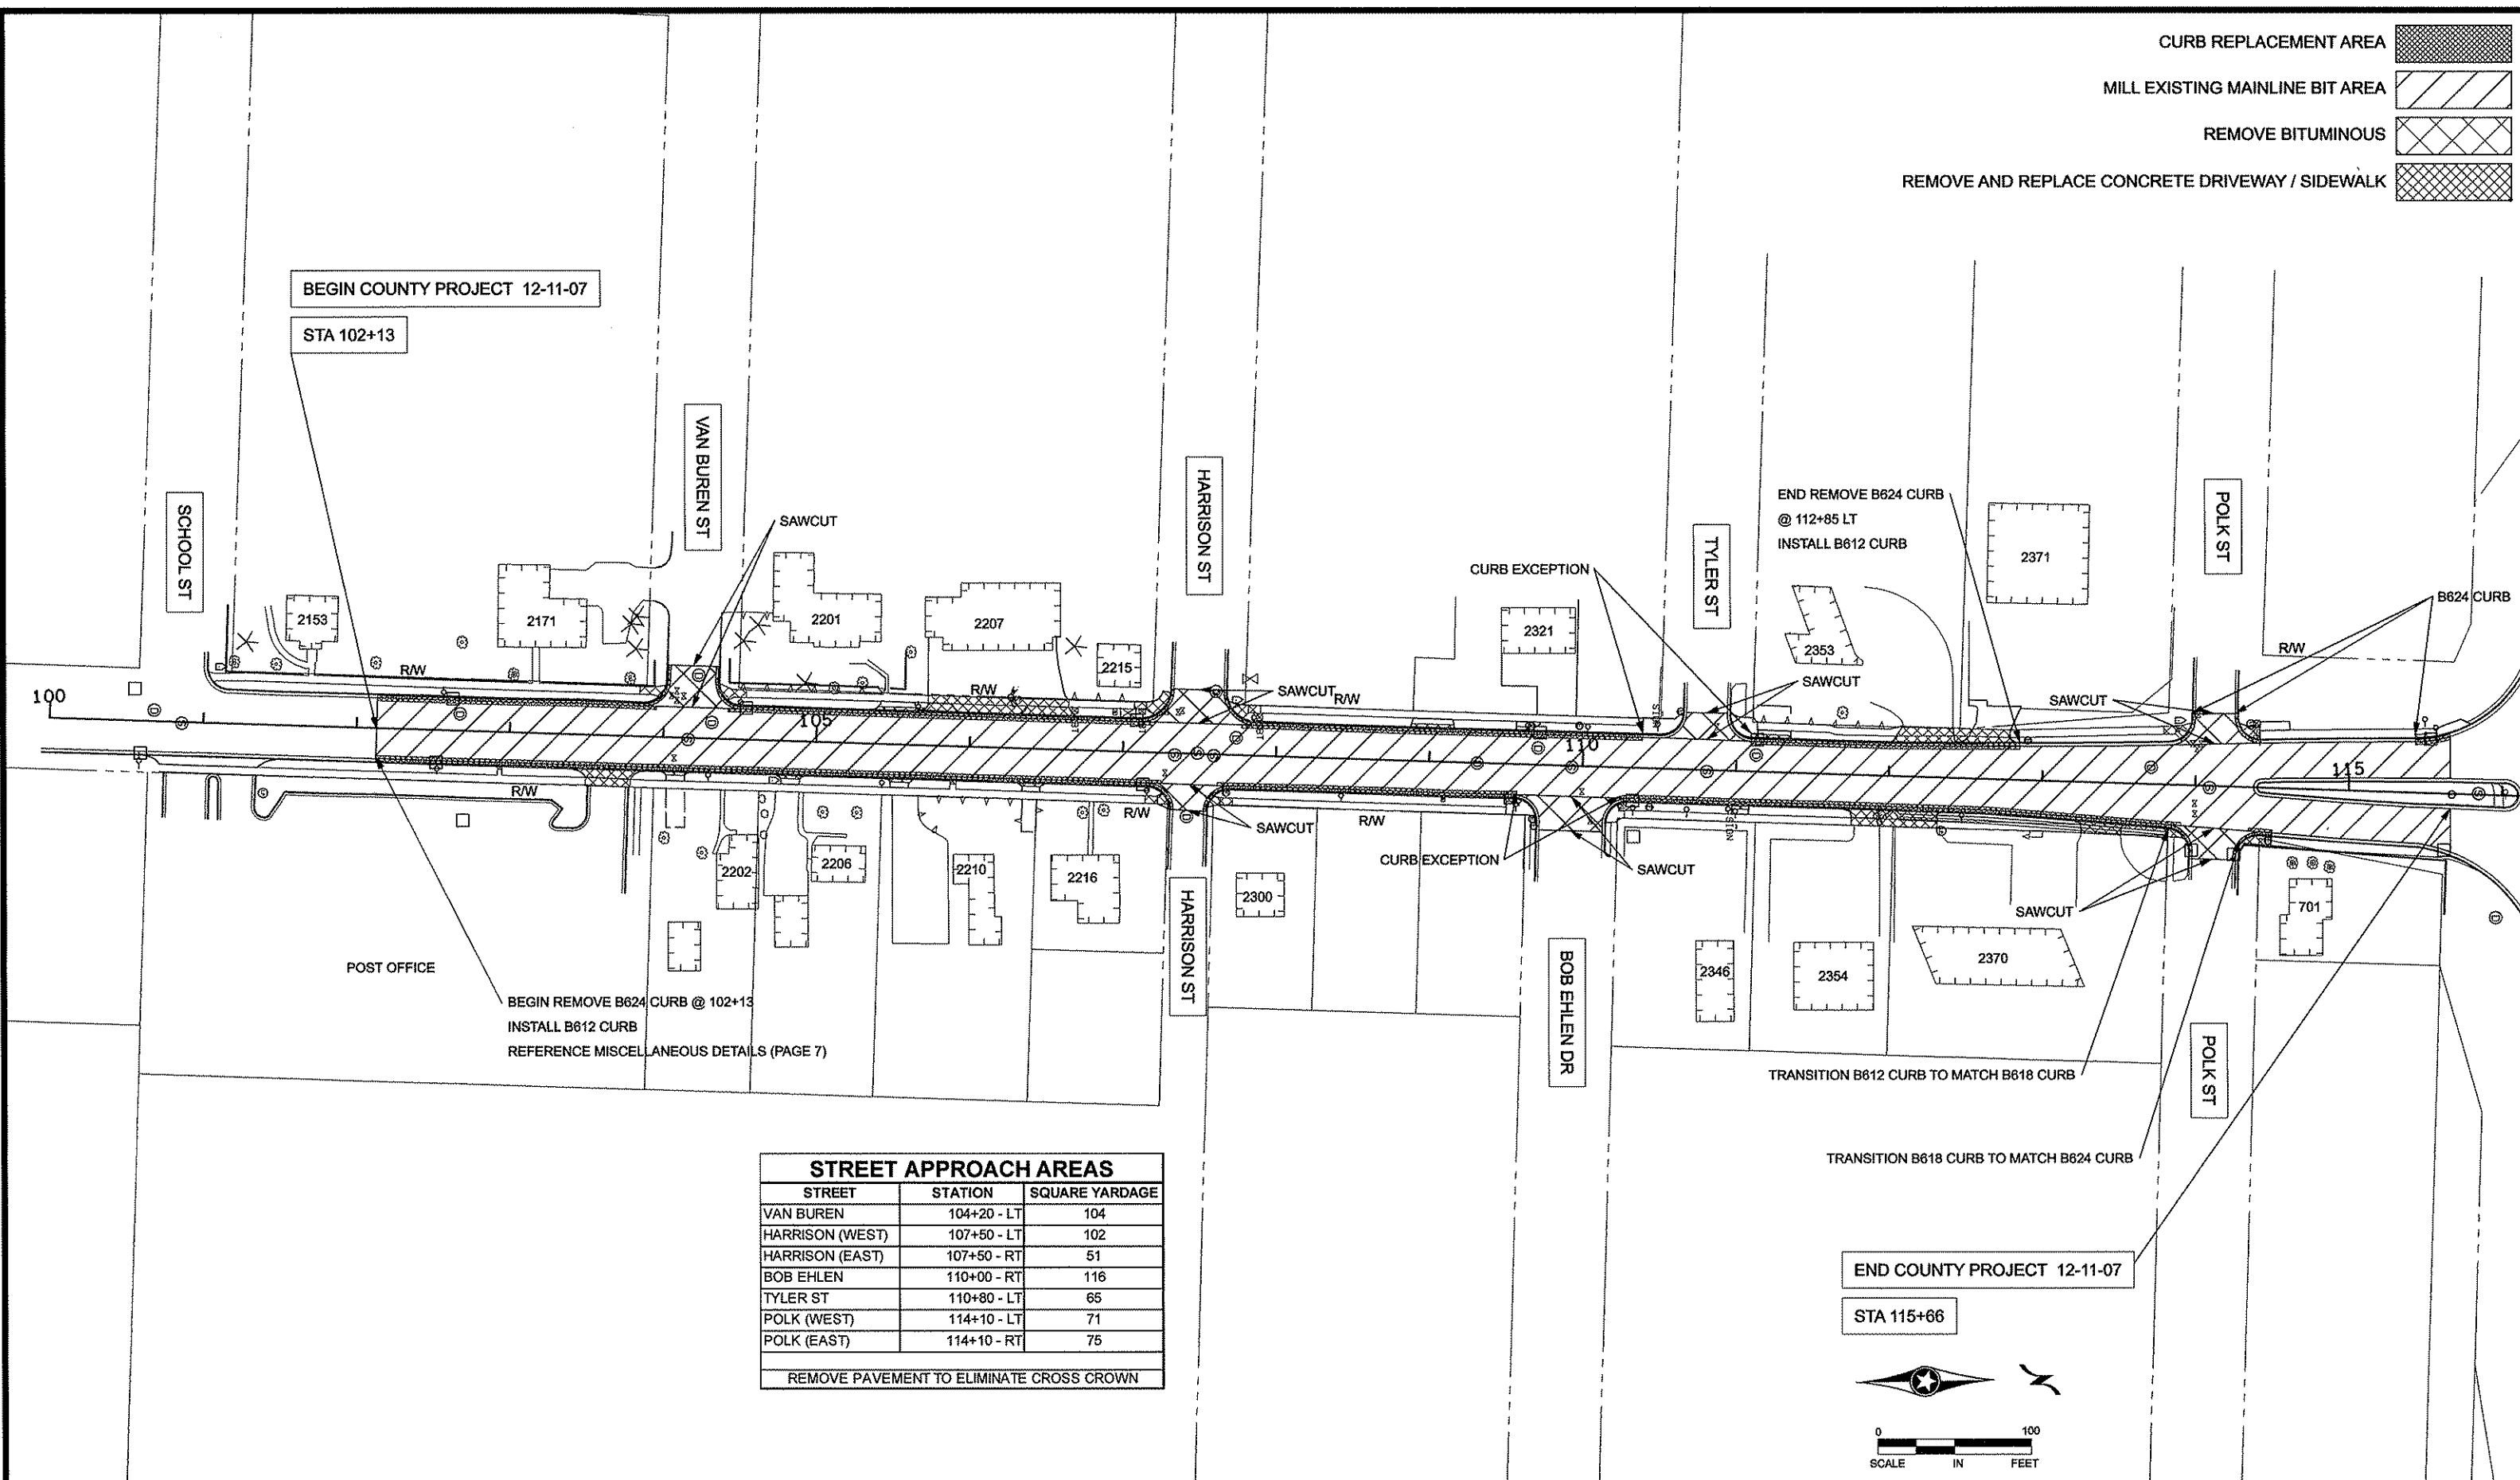 CURB REPLACEMENT AREA
MILL EXISTING MAINLINE BIT AREA
REMOVE BITUMINOUS
REMOVE AND REPLACE CONCRETE DRIVEWAY / SIDEWALK
BEGIN COUNTY PROJECT 12-11-07
STA 102+13
SCHOOL ST
VAN BUREN ST
HARRISON ST
TYLER ST
POLK ST
SAWCUT
END REMOVE B624 CURB
@ 112+85 LT
INSTALL B612 CURB
CURB EXCEPTION
B624 CURB
2153
2171
2201
2207
2215
2321
2353
2371
R/W
R/W
R/W
R/W
SAWCUT
SAWCUT
SAWCUT
100
105
110
115
R/W
R/W
R/W
SAWCUT
CURB EXCEPTION
SAWCUT
SAWCUT
2202
2206
2210
2216
2300
2346
2354
2370
701
POST OFFICE
HARRISON ST
BOB EHLEN DR
POLK ST
BEGIN REMOVE B624 CURB @ 102+13
INSTALL B612 CURB
REFERENCE MISCELLANEOUS DETAILS (PAGE 7)
TRANSITION B612 CURB TO MATCH B618 CURB
TRANSITION B618 CURB TO MATCH B624 CURB
STREET APPROACH AREAS
STREET STATION SQUARE YARDAGE
VAN BUREN 104+20 - LT 104
HARRISON (WEST) 107+50 - LT 102
HARRISON (EAST) 107+50 - RT 51
BOB EHLEN 110+00 - RT 116
TYLER ST 110+80 - LT 65
POLK (WEST) 114+10 - LT 71
POLK (EAST) 114+10 - RT 75
REMOVE PAVEMENT TO ELIMINATE CROSS CROWN
END COUNTY PROJECT 12-11-07
STA 115+66
0 100
SCALE IN FEET